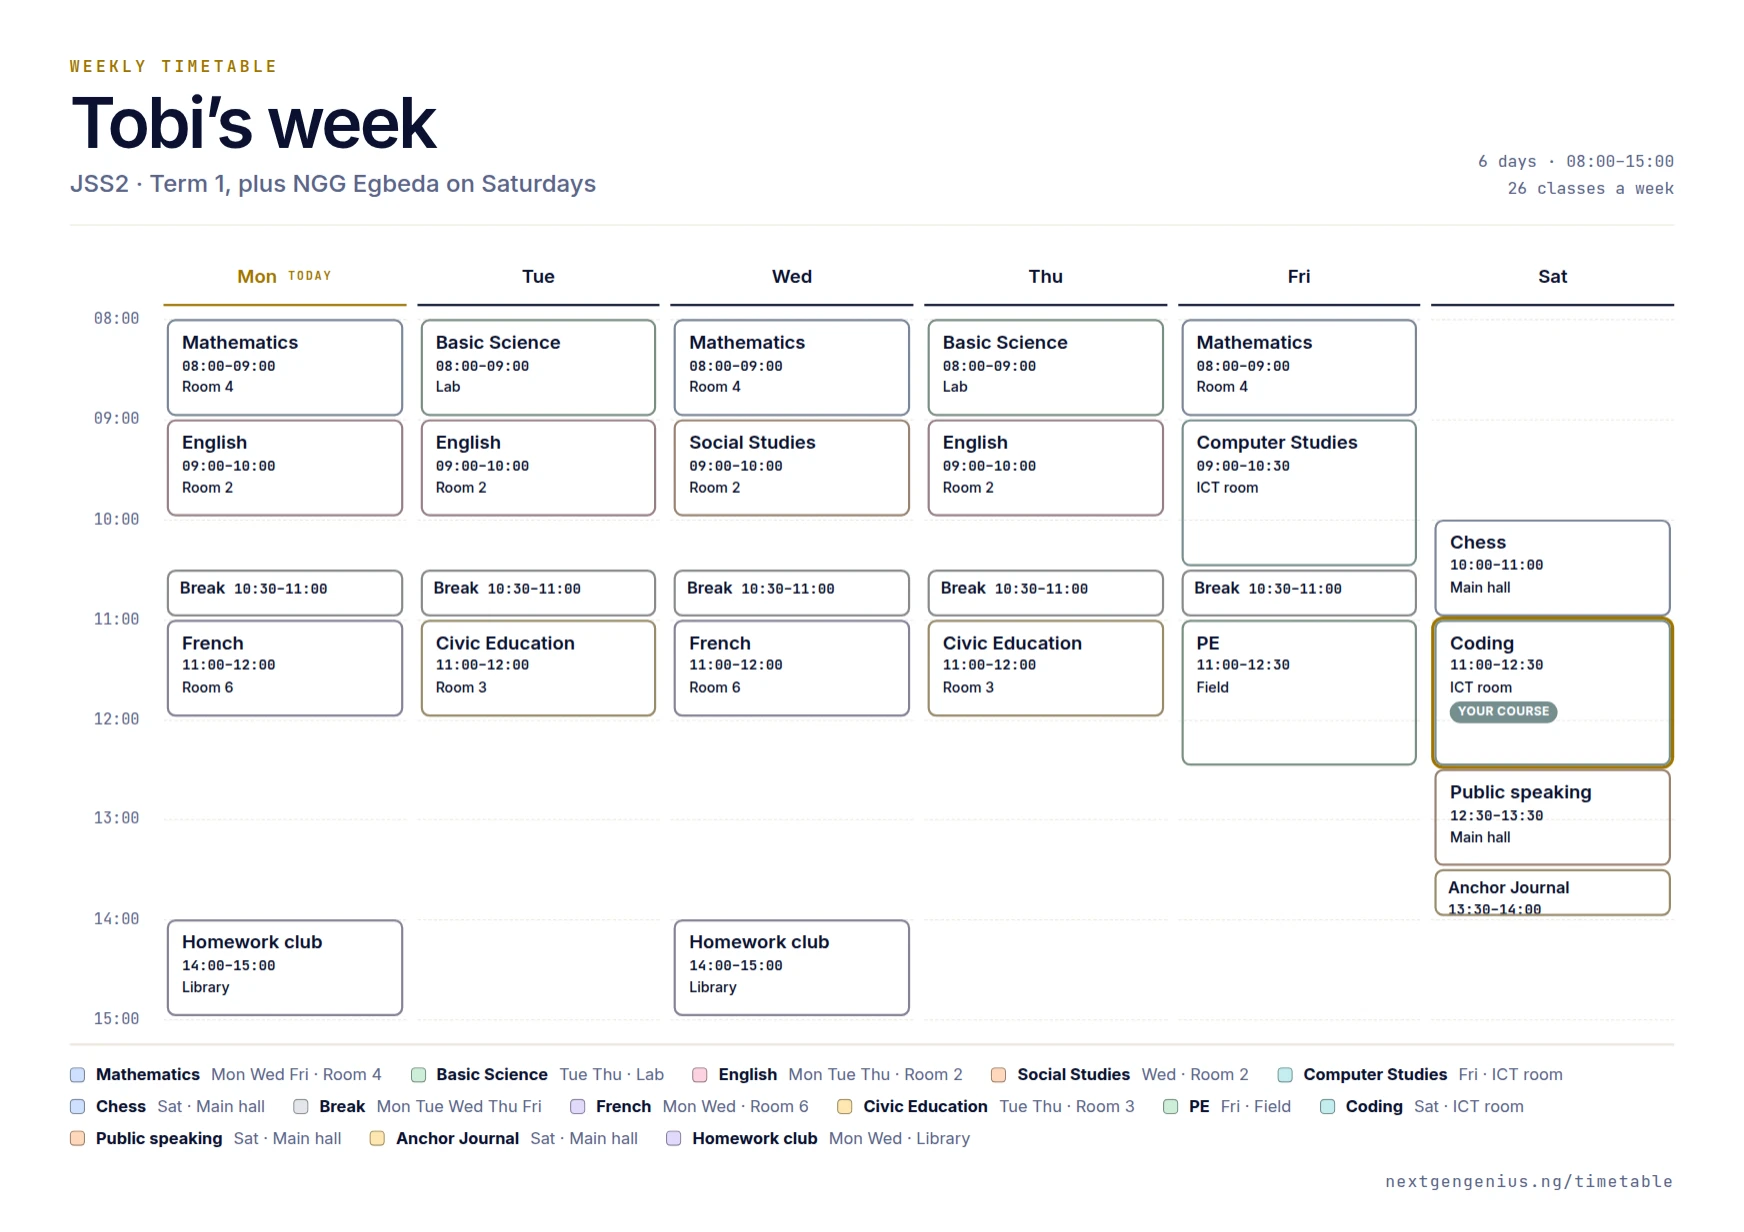 WEEKLY TIMETABLE
Tobi’s week
JSS2 · Term 1, plus NGG Egbeda on Saturdays
6 days · 08:00–15:00
26 classes a week
Mon TODAY
Tue
Wed
Thu
Fri
Sat
08:00
09:00
10:00
11:00
12:00
13:00
14:00
15:00
Mathematics
08:00–09:00
Room 4
English
09:00–10:00
Room 2
Break 10:30–11:00
French
11:00–12:00
Room 6
Homework club
14:00–15:00
Library
Basic Science
08:00–09:00
Lab
English
09:00–10:00
Room 2
Break 10:30–11:00
Civic Education
11:00–12:00
Room 3
Mathematics
08:00–09:00
Room 4
Social Studies
09:00–10:00
Room 2
Break 10:30–11:00
French
11:00–12:00
Room 6
Homework club
14:00–15:00
Library
Basic Science
08:00–09:00
Lab
English
09:00–10:00
Room 2
Break 10:30–11:00
Civic Education
11:00–12:00
Room 3
Mathematics
08:00–09:00
Room 4
Computer Studies
09:00–10:30
ICT room
Break 10:30–11:00
PE
11:00–12:30
Field
Chess
10:00–11:00
Main hall
Coding
11:00–12:30
ICT room
YOUR COURSE
Public speaking
12:30–13:30
Main hall
Anchor Journal
13:30–14:00
Mathematics Mon Wed Fri · Room 4 Basic Science Tue Thu · Lab English Mon Tue Thu · Room 2 Social Studies Wed · Room 2 Computer Studies Fri · ICT room
Chess Sat · Main hall Break Mon Tue Wed Thu Fri French Mon Wed · Room 6 Civic Education Tue Thu · Room 3 PE Fri · Field Coding Sat · ICT room
Public speaking Sat · Main hall Anchor Journal Sat · Main hall Homework club Mon Wed · Library
nextgengenius.ng/timetable